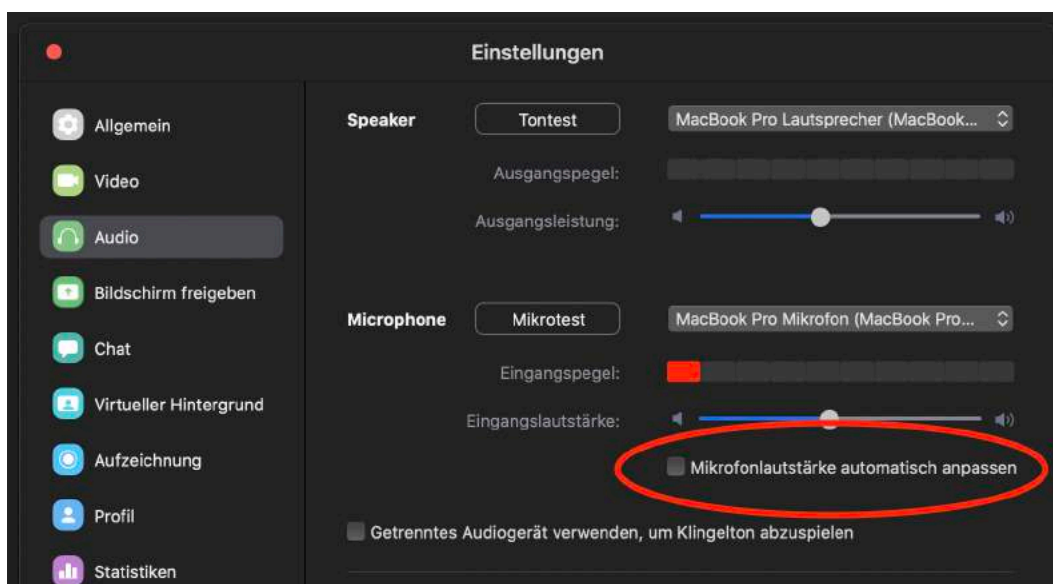 Einstellungen
Allgemein
Video
Audio
Bildschirm freigeben
Chat
Virtueller Hintergrund
Aufzeichnung
Profil
Statistiken
Speaker Tontest MacBook Pro Lautsprecher (MacBook...
Ausgangspegel:
Ausgangsleistung:
Microphone Mikrotest MacBook Pro Mikrofon (MacBook Pro...
Eingangspegel:
Eingangslautstärke:
Mikrofonlautstärke automatisch anpassen
Getrenntes Audiogerät verwenden, um Klingelton abzuspielen